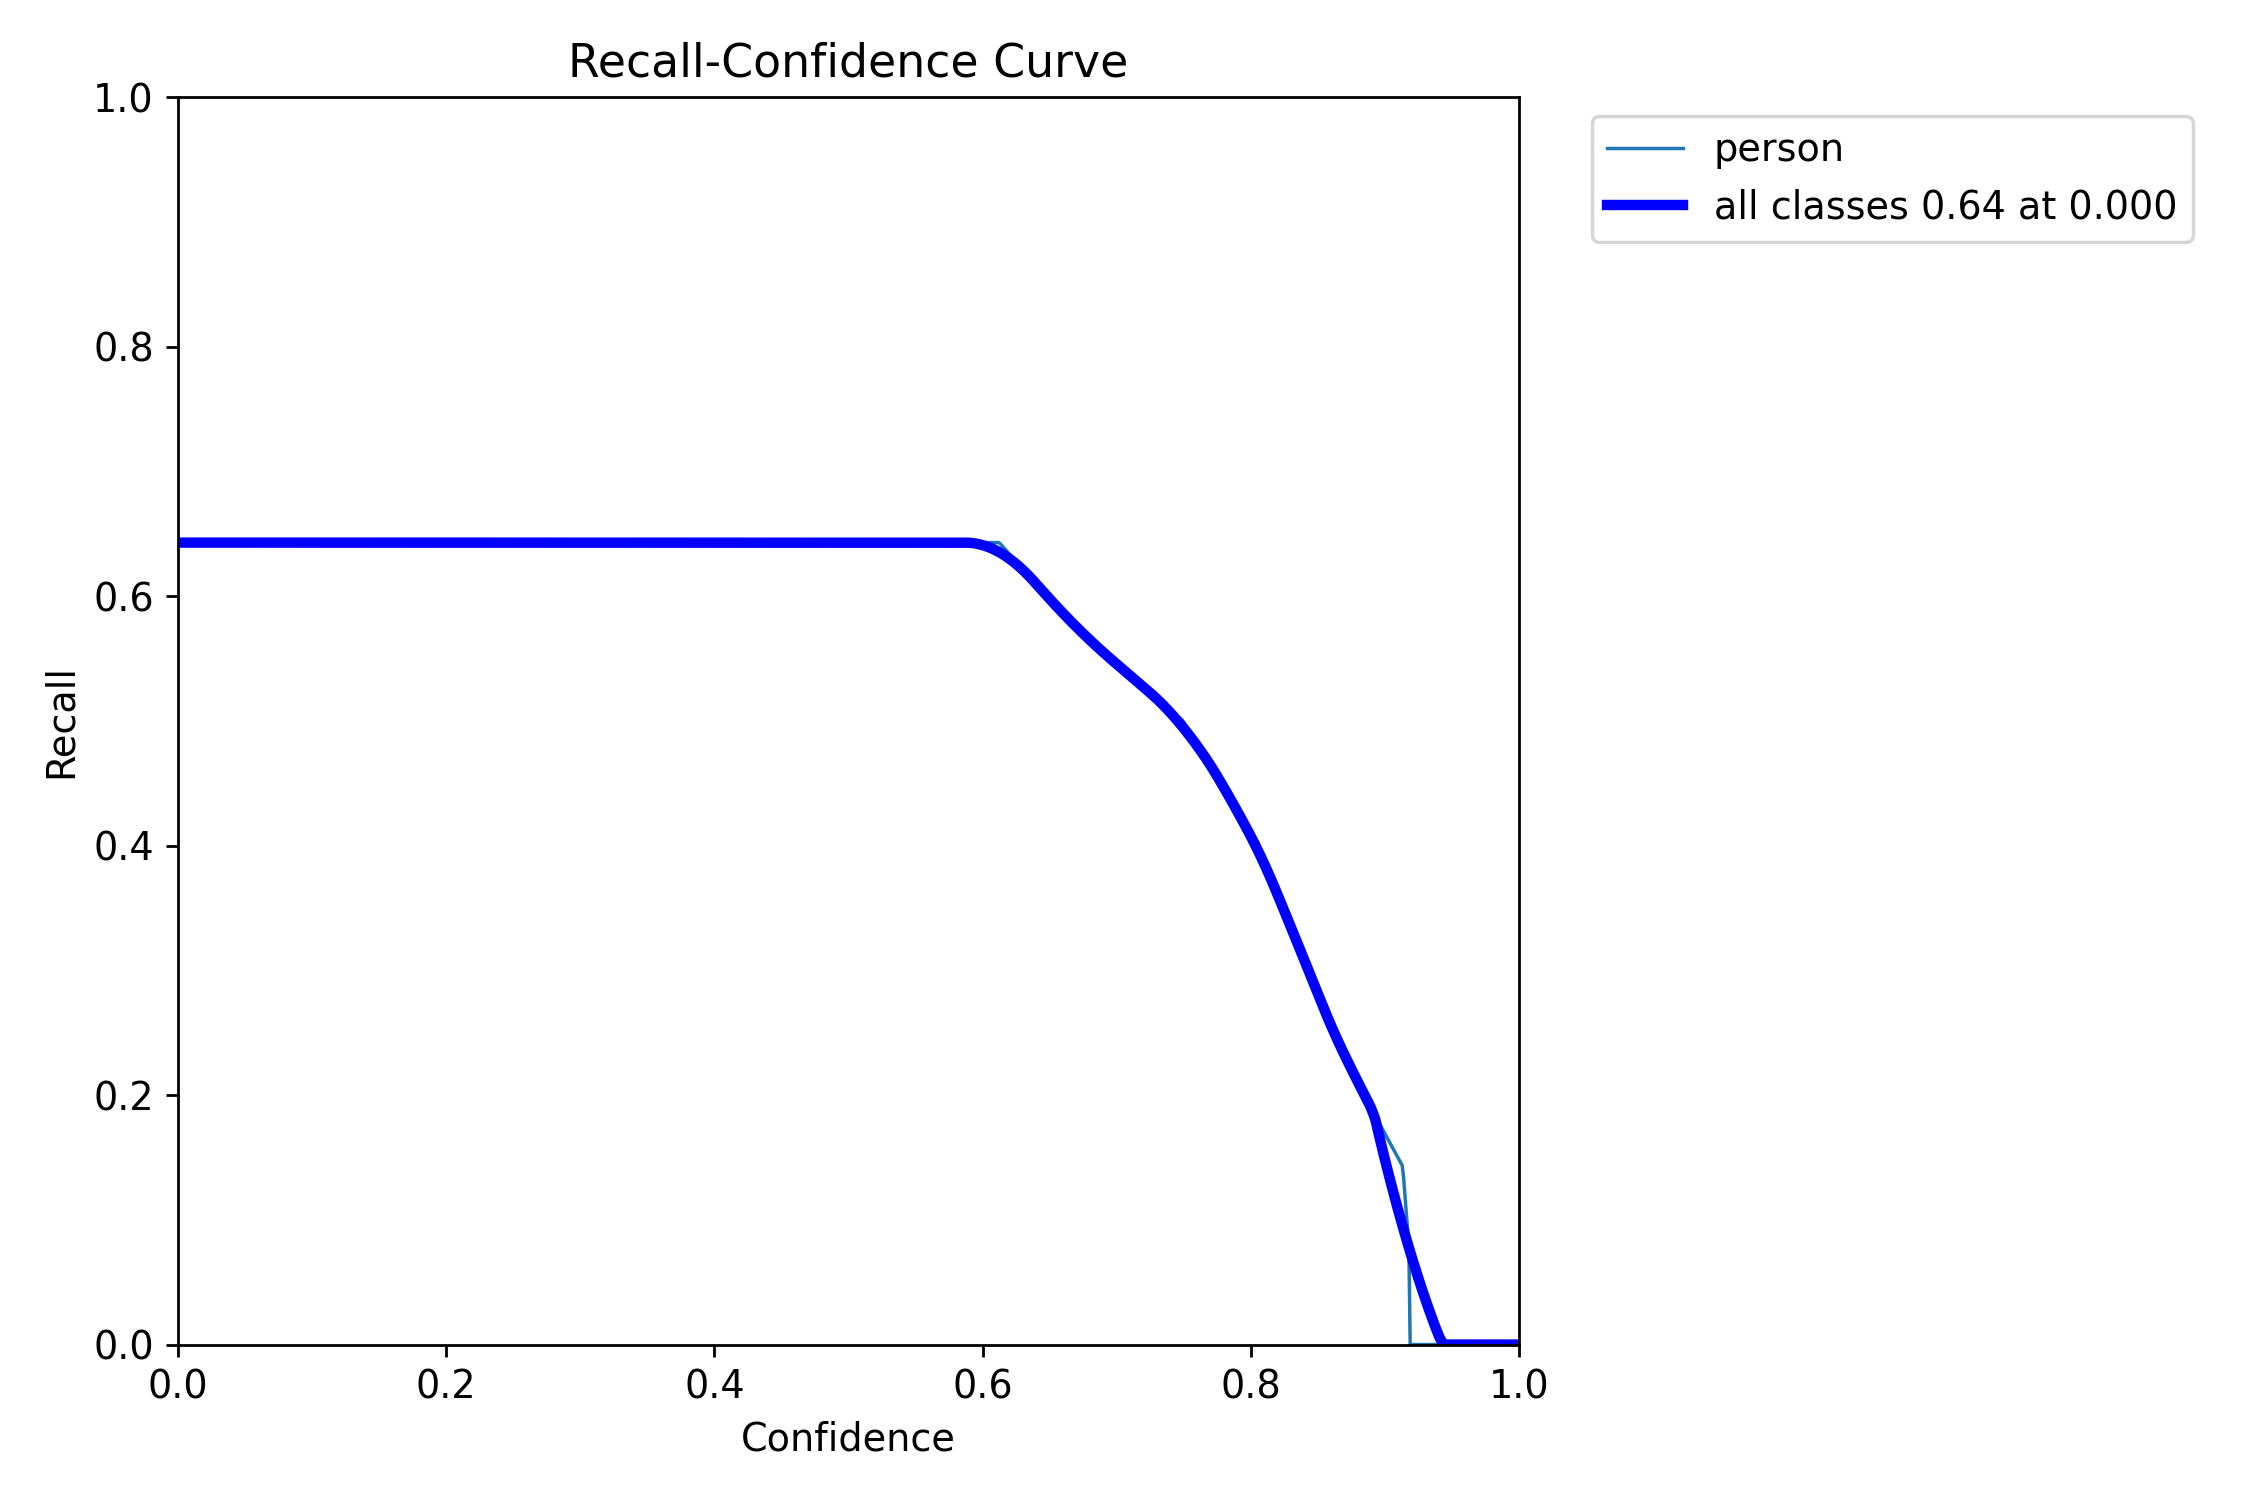 Recall-Confidence Curve
1.0
0.8
0.6
0.4
0.2
0.0
Recall
0.0 0.2 0.4 0.6 0.8 1.0
Confidence
person
all classes 0.64 at 0.000